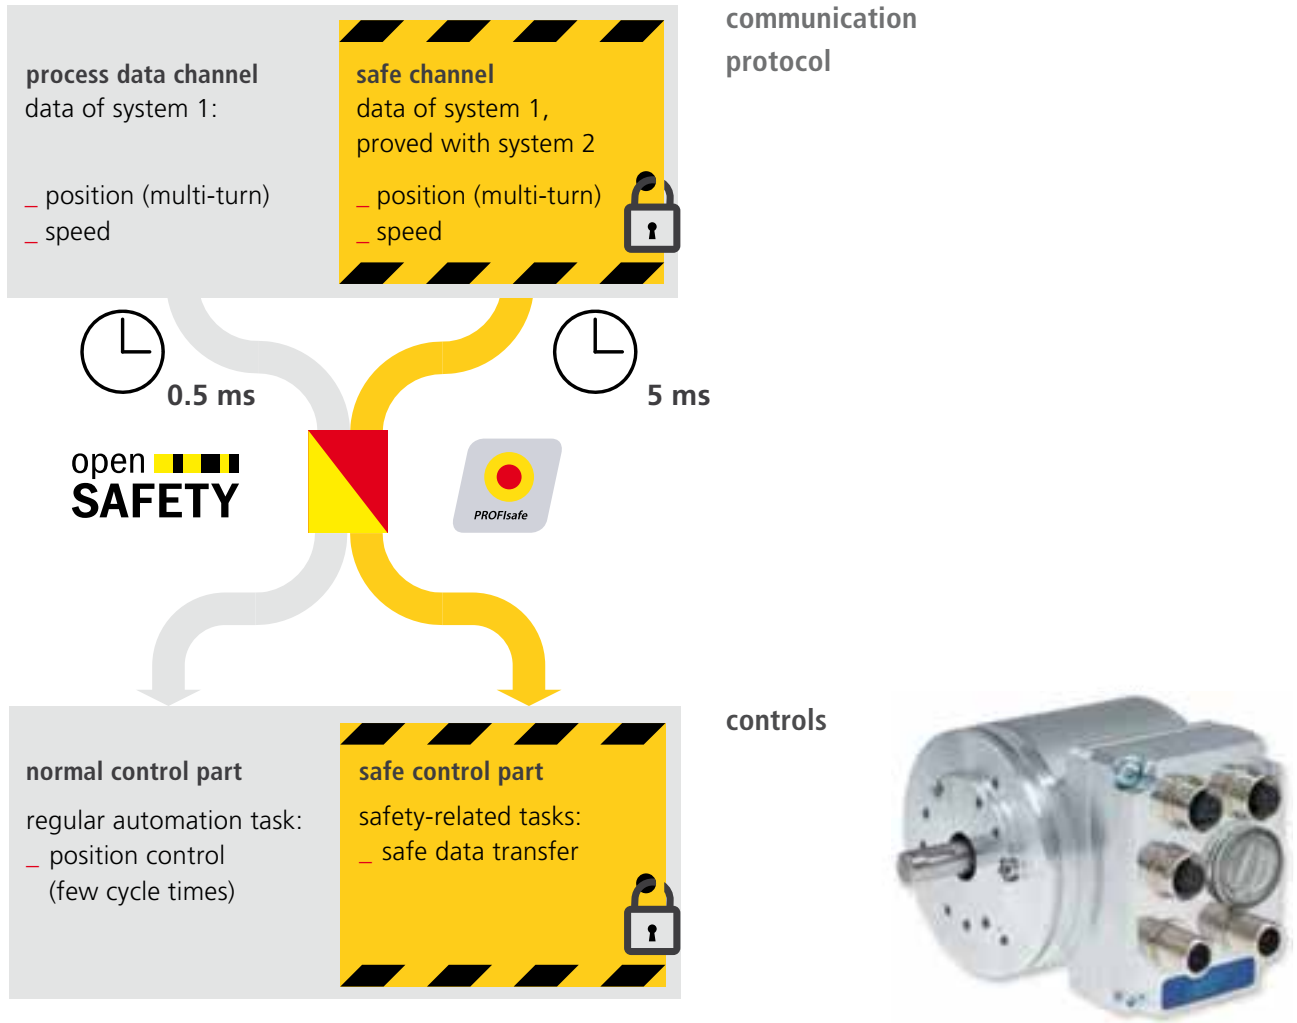 communication
protocol
process data channel
data of system 1:
_ position (multi-turn)
_ speed
safe channel
data of system 1,
proved with system 2
_ position (multi-turn)
_ speed
0.5 ms
5 ms
open
SAFETY
PROFIsafe
controls
normal control part
regular automation task:
_ position control
(few cycle times)
safe control part
safety-related tasks:
_ safe data transfer